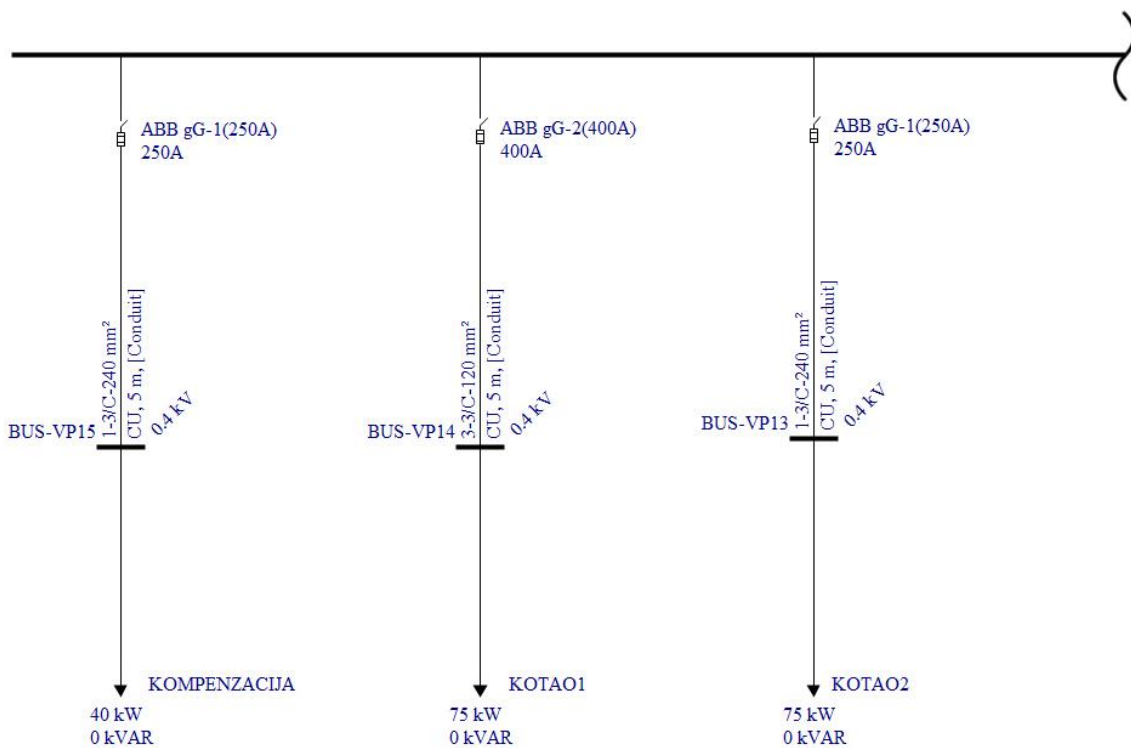 ABB gG-1(250A)
250A
ABB gG-2(400A)
400A
ABB gG-1(250A)
250A
BUS-VP15
1-3/C-240 mm²
CU, 5 m, [Conduit]
0.4 kV
BUS-VP14
3-3/C-120 mm²
CU, 5 m, [Conduit]
0.4 kV
BUS-VP13
1-3/C-240 mm²
CU, 5 m, [Conduit]
0.4 kV
KOMPENZACIJA
40 kW
0 kVAR
KOTAO1
75 kW
0 kVAR
KOTAO2
75 kW
0 kVAR